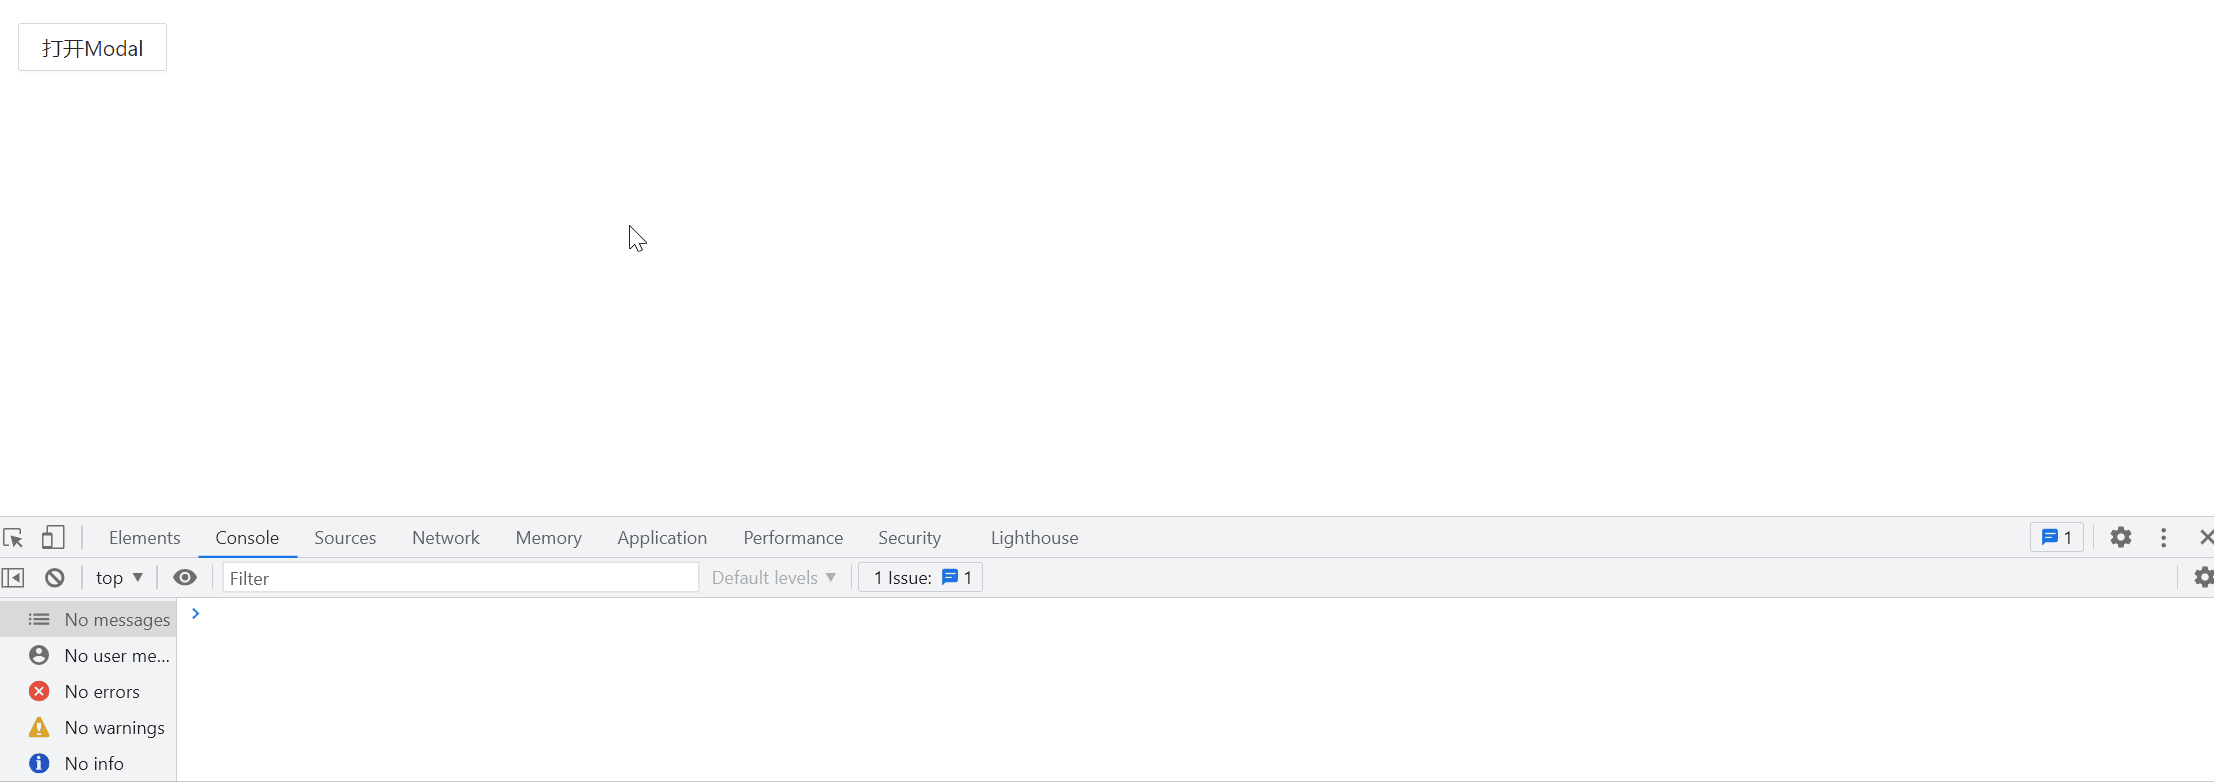 打开Modal
Elements Console Sources Network Memory Application Performance Security Lighthouse 1
top Filter Default levels 1 Issue: 1
No messages
No user me...
No errors
No warnings
No info